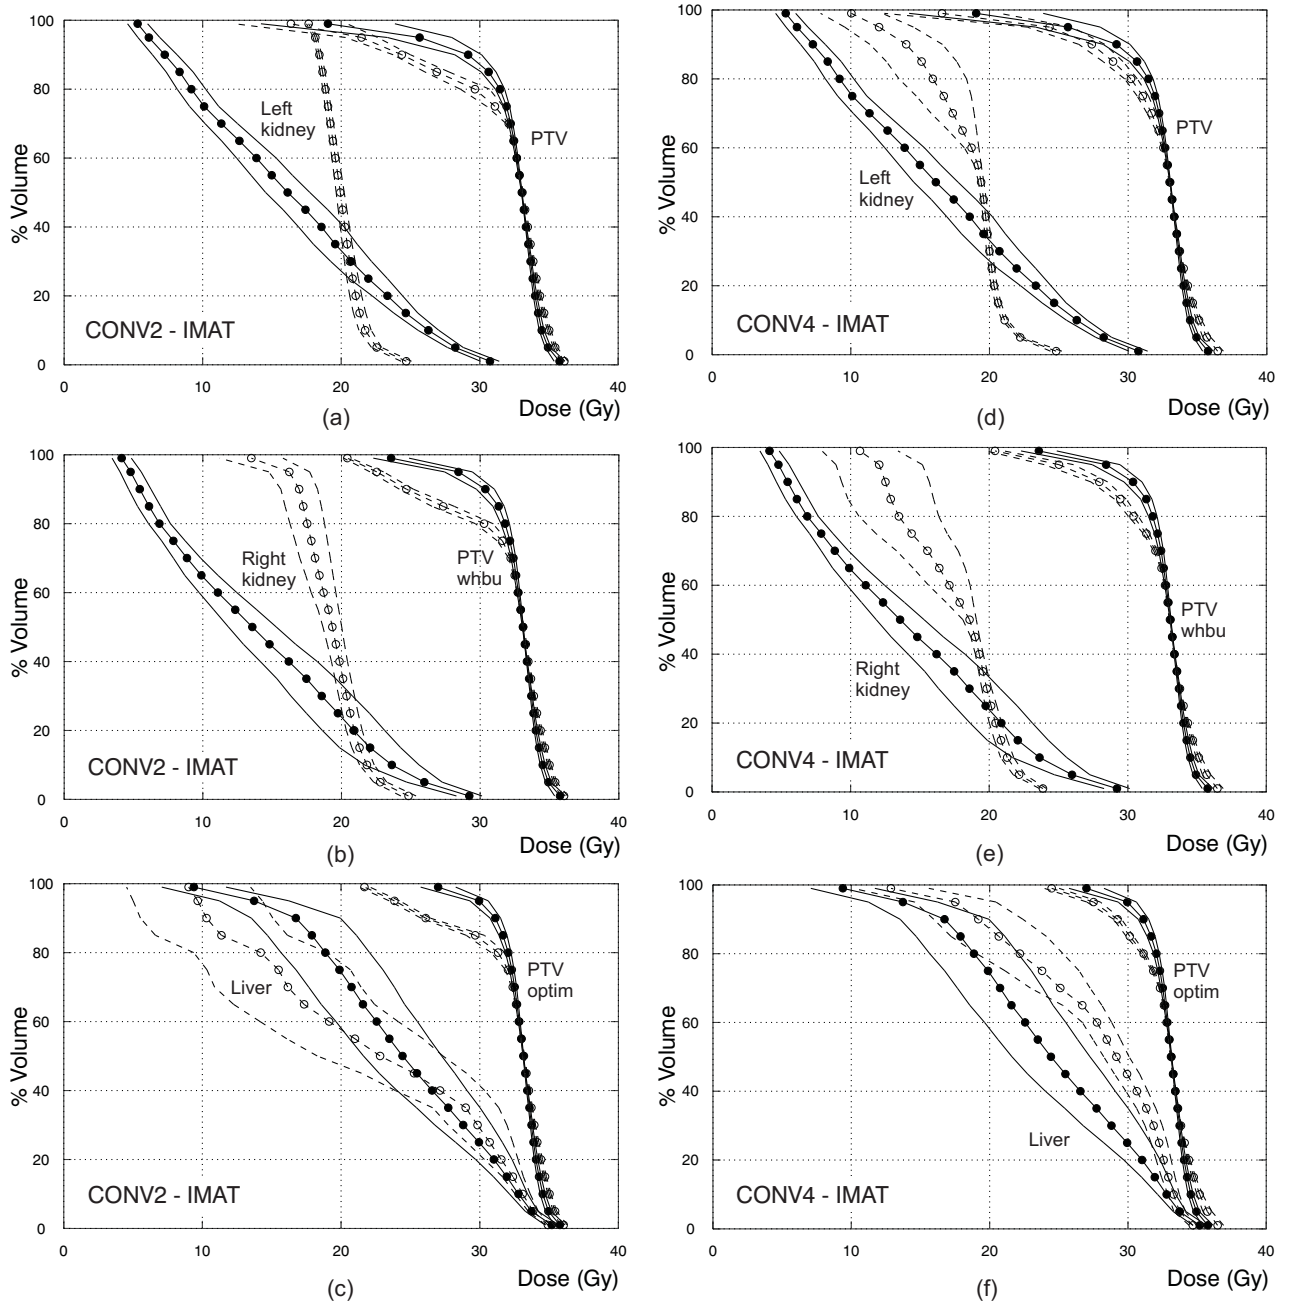 100
80
60
40
20
0
% Volume
Left
kidney
PTV
CONV2 - IMAT
0
10
20
30
40
Dose (Gy)
(a)
100
80
60
40
20
0
% Volume
Left
kidney
PTV
CONV4 - IMAT
0
10
20
30
40
Dose (Gy)
(d)
100
80
60
40
20
0
% Volume
Right
kidney
PTV
whbu
CONV2 - IMAT
0
10
20
30
40
Dose (Gy)
(b)
100
80
60
40
20
0
% Volume
Right
kidney
PTV
whbu
CONV4 - IMAT
0
10
20
30
40
Dose (Gy)
(e)
100
80
60
40
20
0
% Volume
Liver
PTV
optim
CONV2 - IMAT
0
10
20
30
40
Dose (Gy)
(c)
100
80
60
40
20
0
% Volume
Liver
PTV
optim
CONV4 - IMAT
0
10
20
30
40
Dose (Gy)
(f)